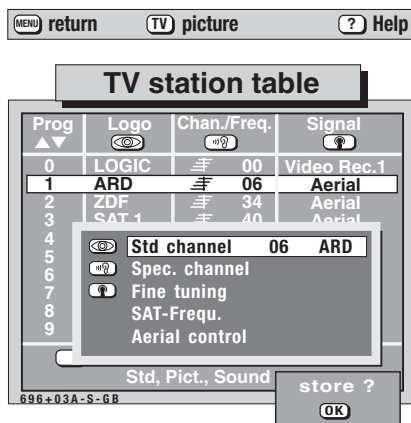 MENU return TV picture ? Help
TV station table
Prog Logo Chan./Freq. Signal
0 LOGIC 00 Video Rec.1
1 ARD 06 Aerial
2 ZDF 34 Aerial
3 SAT 1 40 Aerial
4
5
6
7
8
9
Std channel 06 ARD
Spec. channel
Fine tuning
SAT-Frequ.
Aerial control
Std, Pict., Sound
store ?
OK
696+03A-S-GB